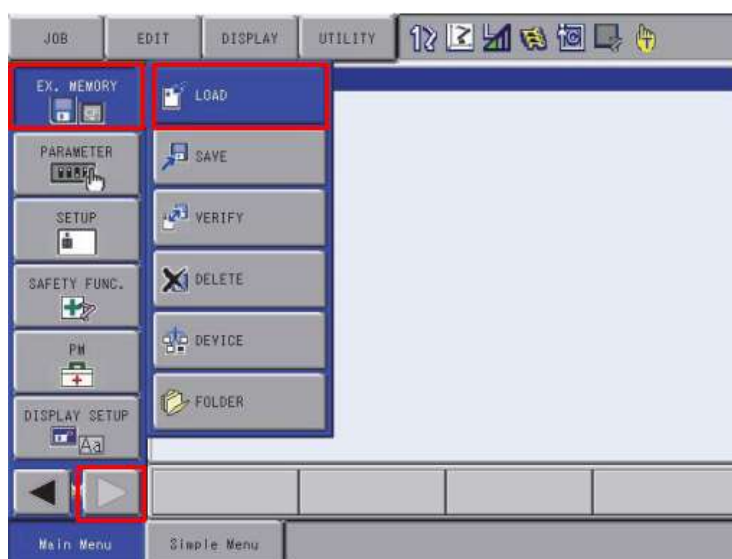 JOB
EDIT
DISPLAY
UTILITY
EX. MEMORY
LOAD
PARAMETER
SAVE
SETUP
VERIFY
SAFETY FUNC.
DELETE
PM
DEVICE
DISPLAY SETUP
Aa
FOLDER
Main Menu
Simple Menu